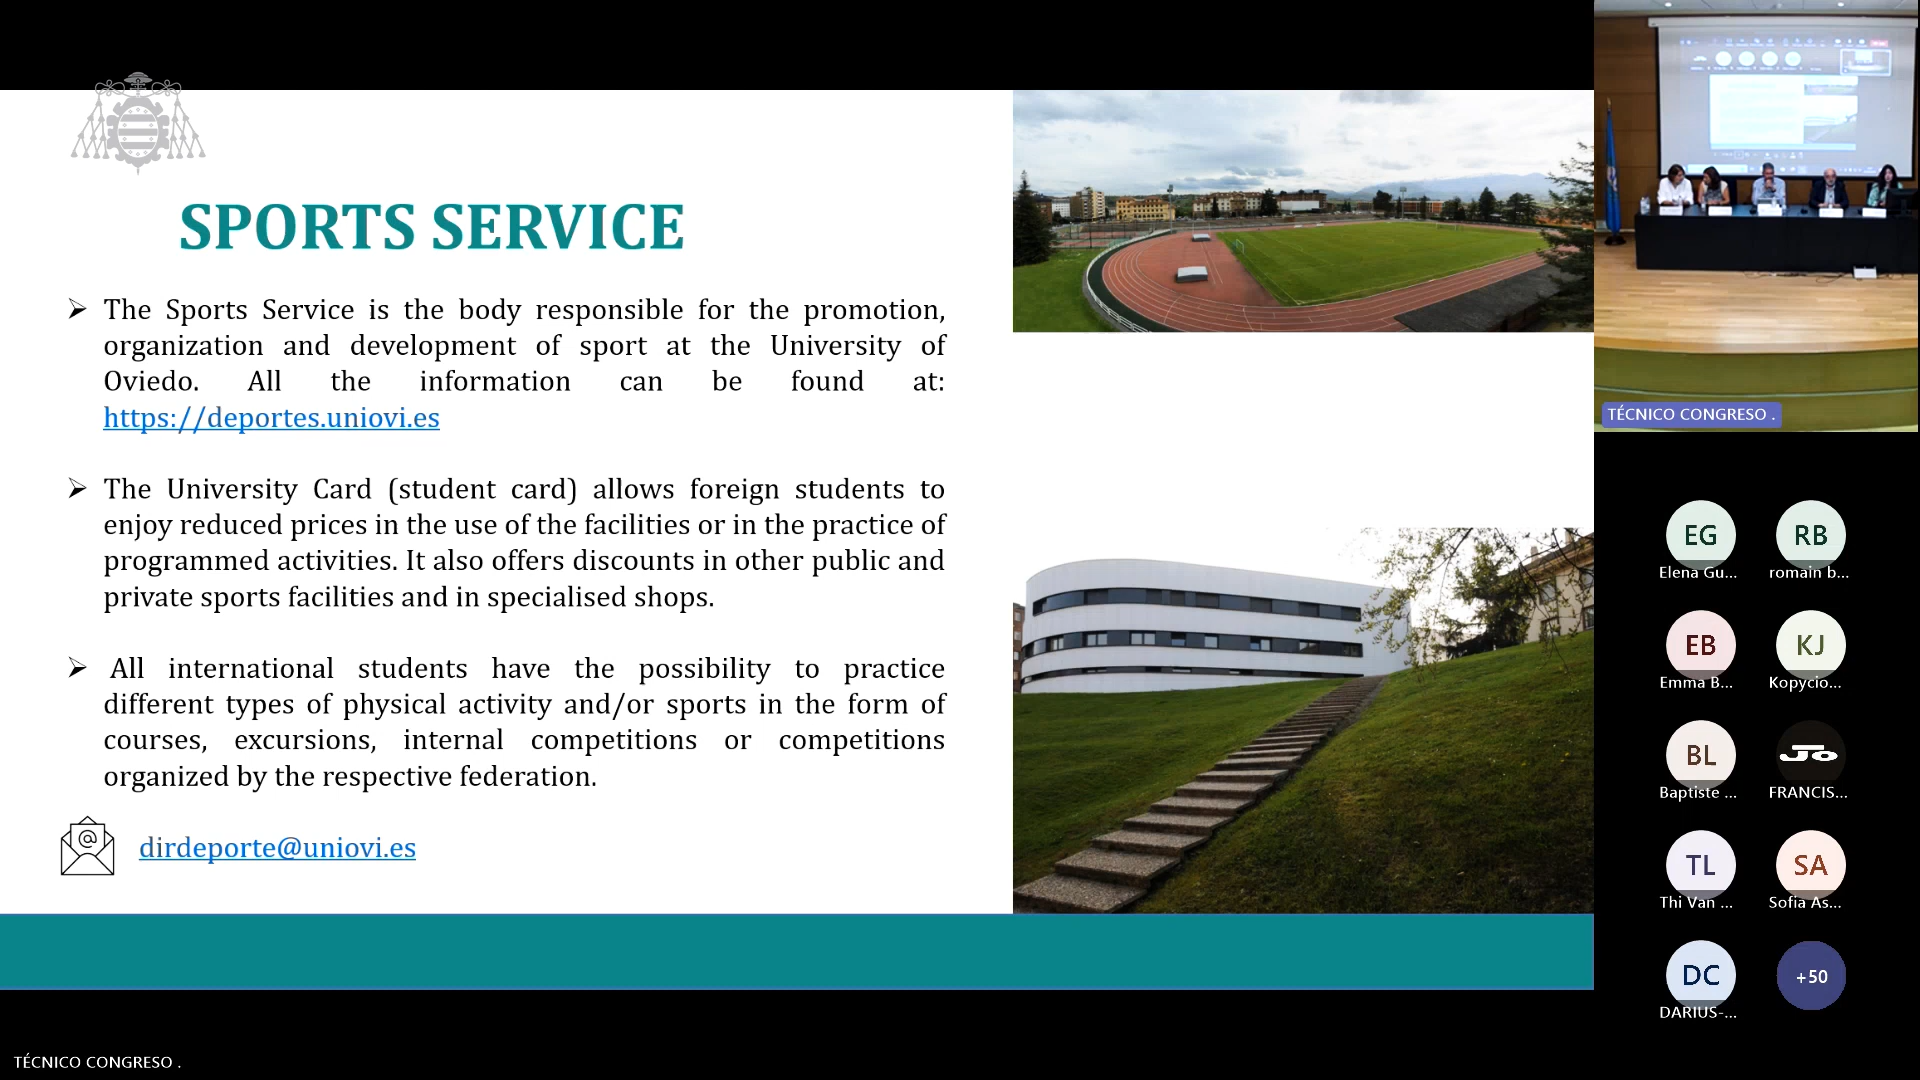 SPORTS SERVICE
The Sports Service is the body responsible for the promotion,
organization and development of sport at the University of
Oviedo. All the information can be found at:
https://deportes.uniovi.es
The University Card (student card) allows foreign students to
enjoy reduced prices in the use of the facilities or in the practice of
programmed activities. It also offers discounts in other public and
private sports facilities and in specialised shops.
All international students have the possibility to practice
different types of physical activity and/or sports in the form of
courses, excursions, internal competitions or competitions
organized by the respective federation.
@
dirdeporte@uniovi.es
TÉCNICO CONGRESO .
EG RB
Elena Gu... romain b...
EB KJ
Emma B... Kopycio...
BL Jo
Baptiste ... FRANCIS...
TL SA
Thi Van ... Sofia As...
DC +50
DARIUS-...
TÉCNICO CONGRESO .